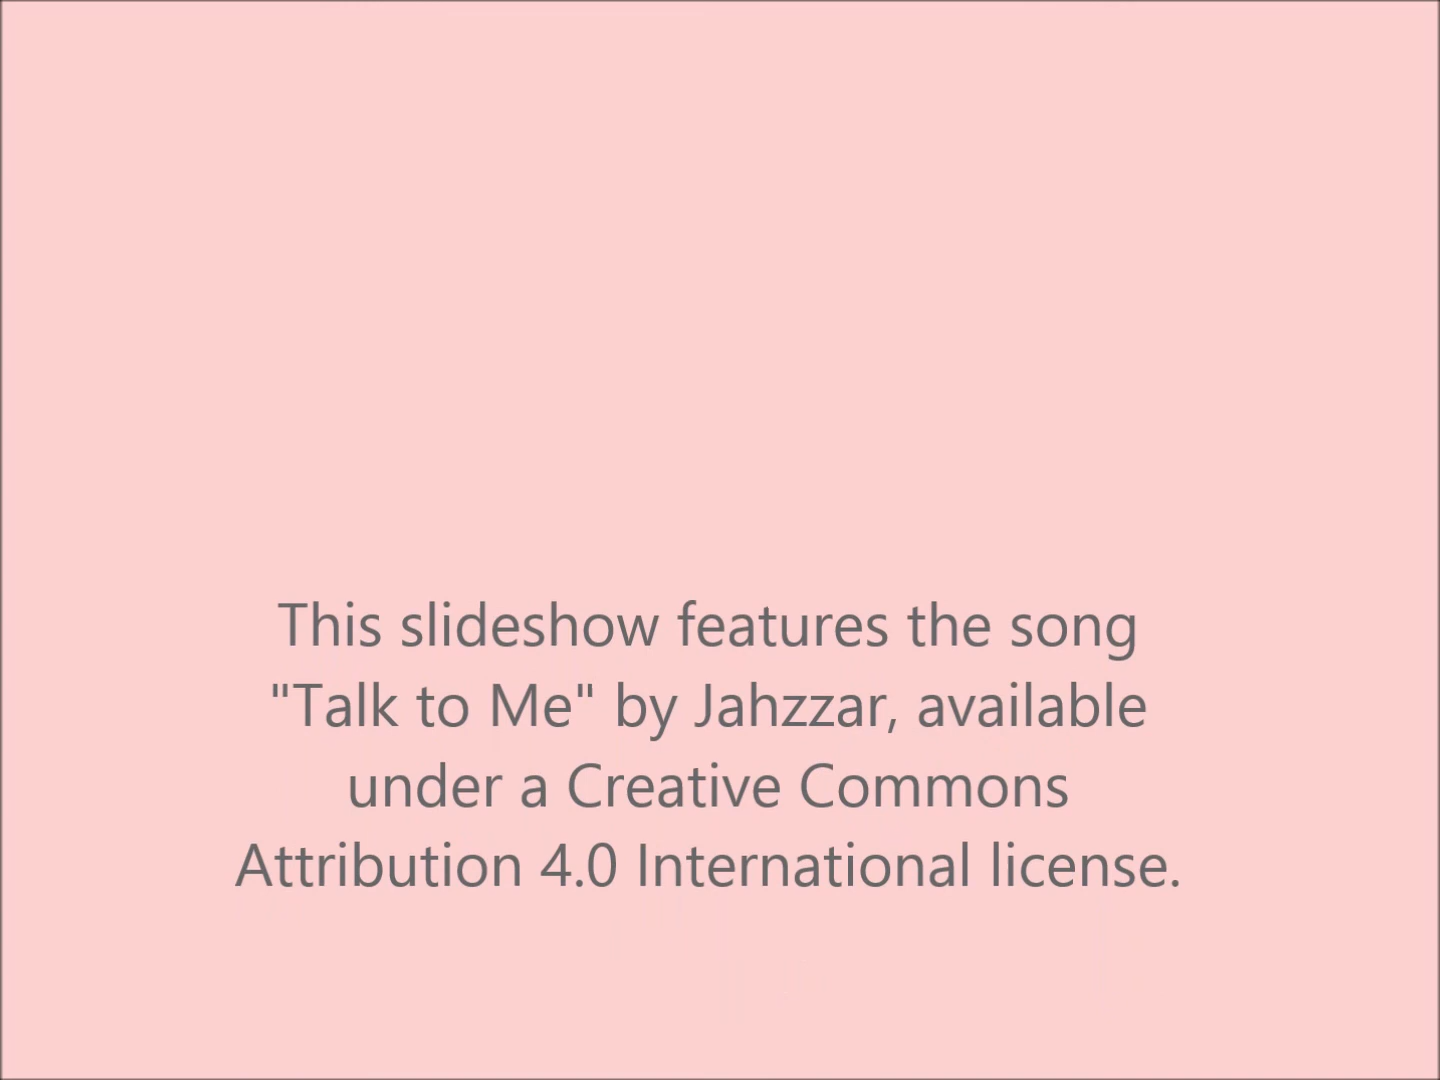 This slideshow features the song
"Talk to Me" by Jahzzar, available
under a Creative Commons
Attribution 4.0 International license.